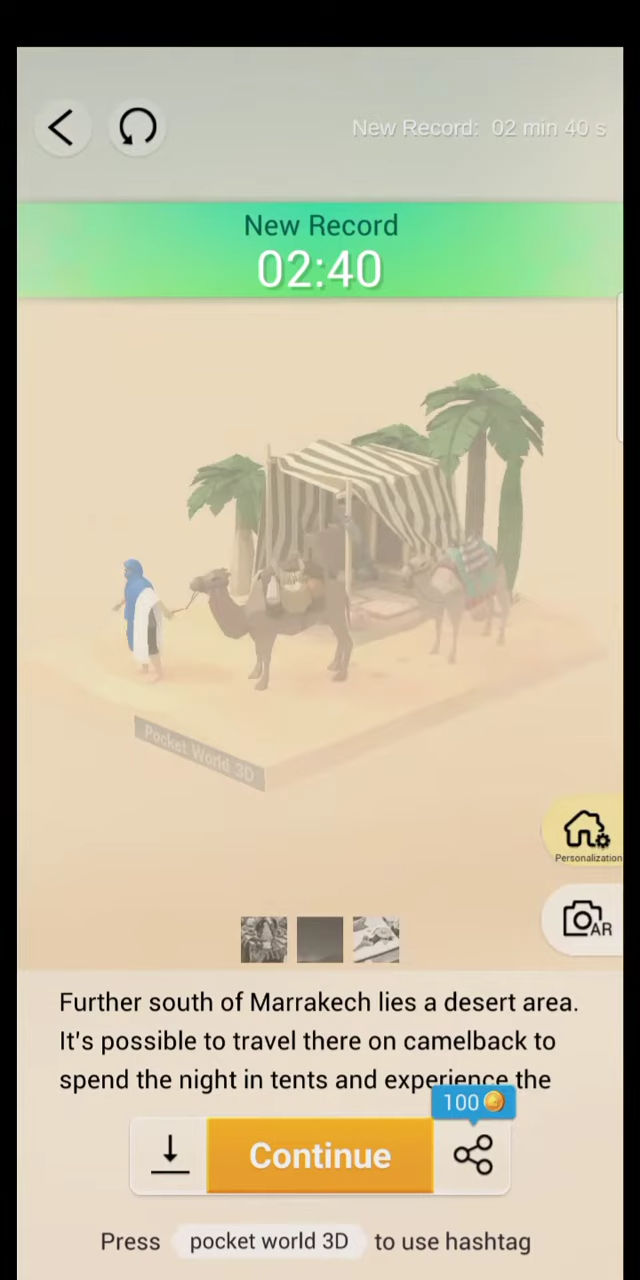 New Record: 02 min 40 s
New Record
02:40
Pocket World 3D
Personalization
AR
Further south of Marrakech lies a desert area.
It's possible to travel there on camelback to
spend the night in tents and experience the
100
Continue
Press pocket world 3D to use hashtag